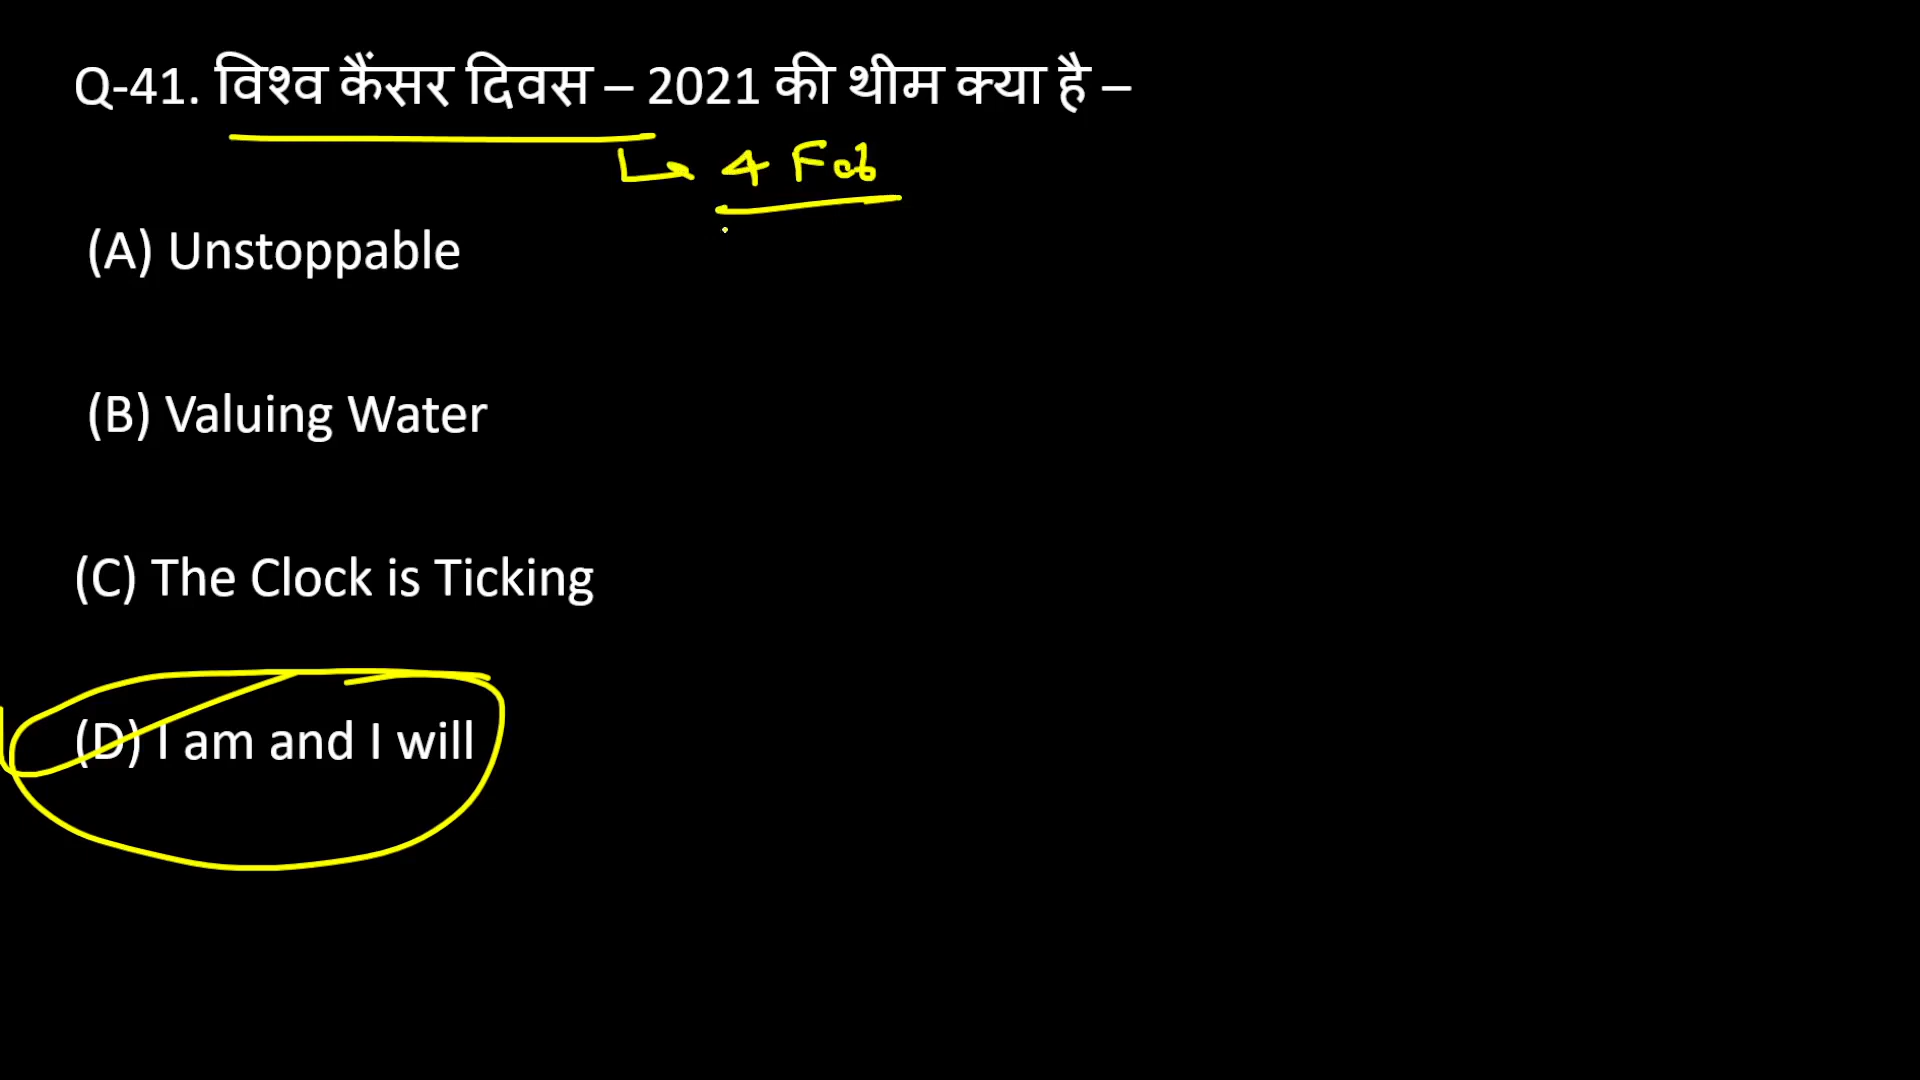 Q-41. विश्व कैंसर दिवस – 2021 की थीम क्या है –
4 Feb
(A) Unstoppable
(B) Valuing Water
(C) The Clock is Ticking
(D) I am and I will